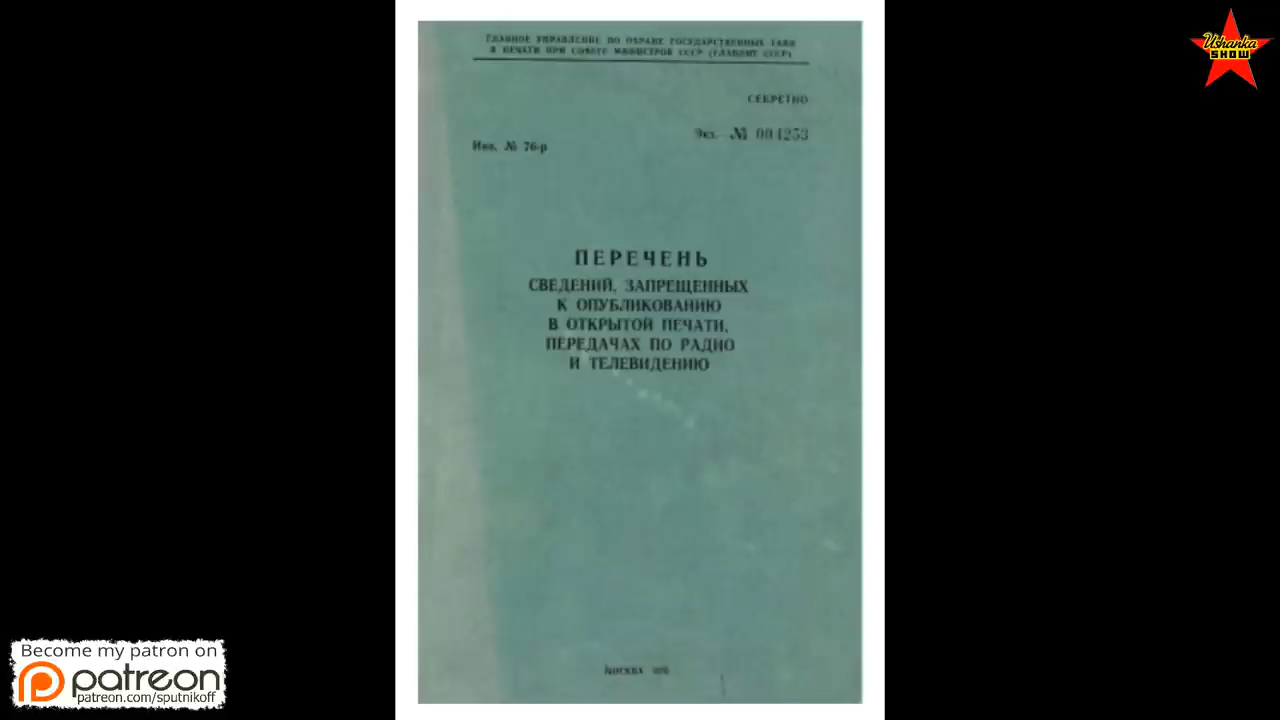 ГЛАВНОЕ УПРАВЛЕНИЕ ПО ОХРАНЕ ГОСУДАРСТВЕННЫХ ТАЙН
В ПЕЧАТИ ПРИ СОВЕТЕ МИНИСТРОВ СССР (ГЛАВЛИТ СССР)
СЕКРЕТНО
Экз. № 004253
Инв. № 76-р
ПЕРЕЧЕНЬ
СВЕДЕНИЙ, ЗАПРЕЩЕННЫХ
К ОПУБЛИКОВАНИЮ
В ОТКРЫТОЙ ПЕЧАТИ,
ПЕРЕДАЧАХ ПО РАДИО
И ТЕЛЕВИДЕНИЮ
МОСКВА
Ushanka
SHOW
Become my patron on
patreon
patreon.com/sputnikoff